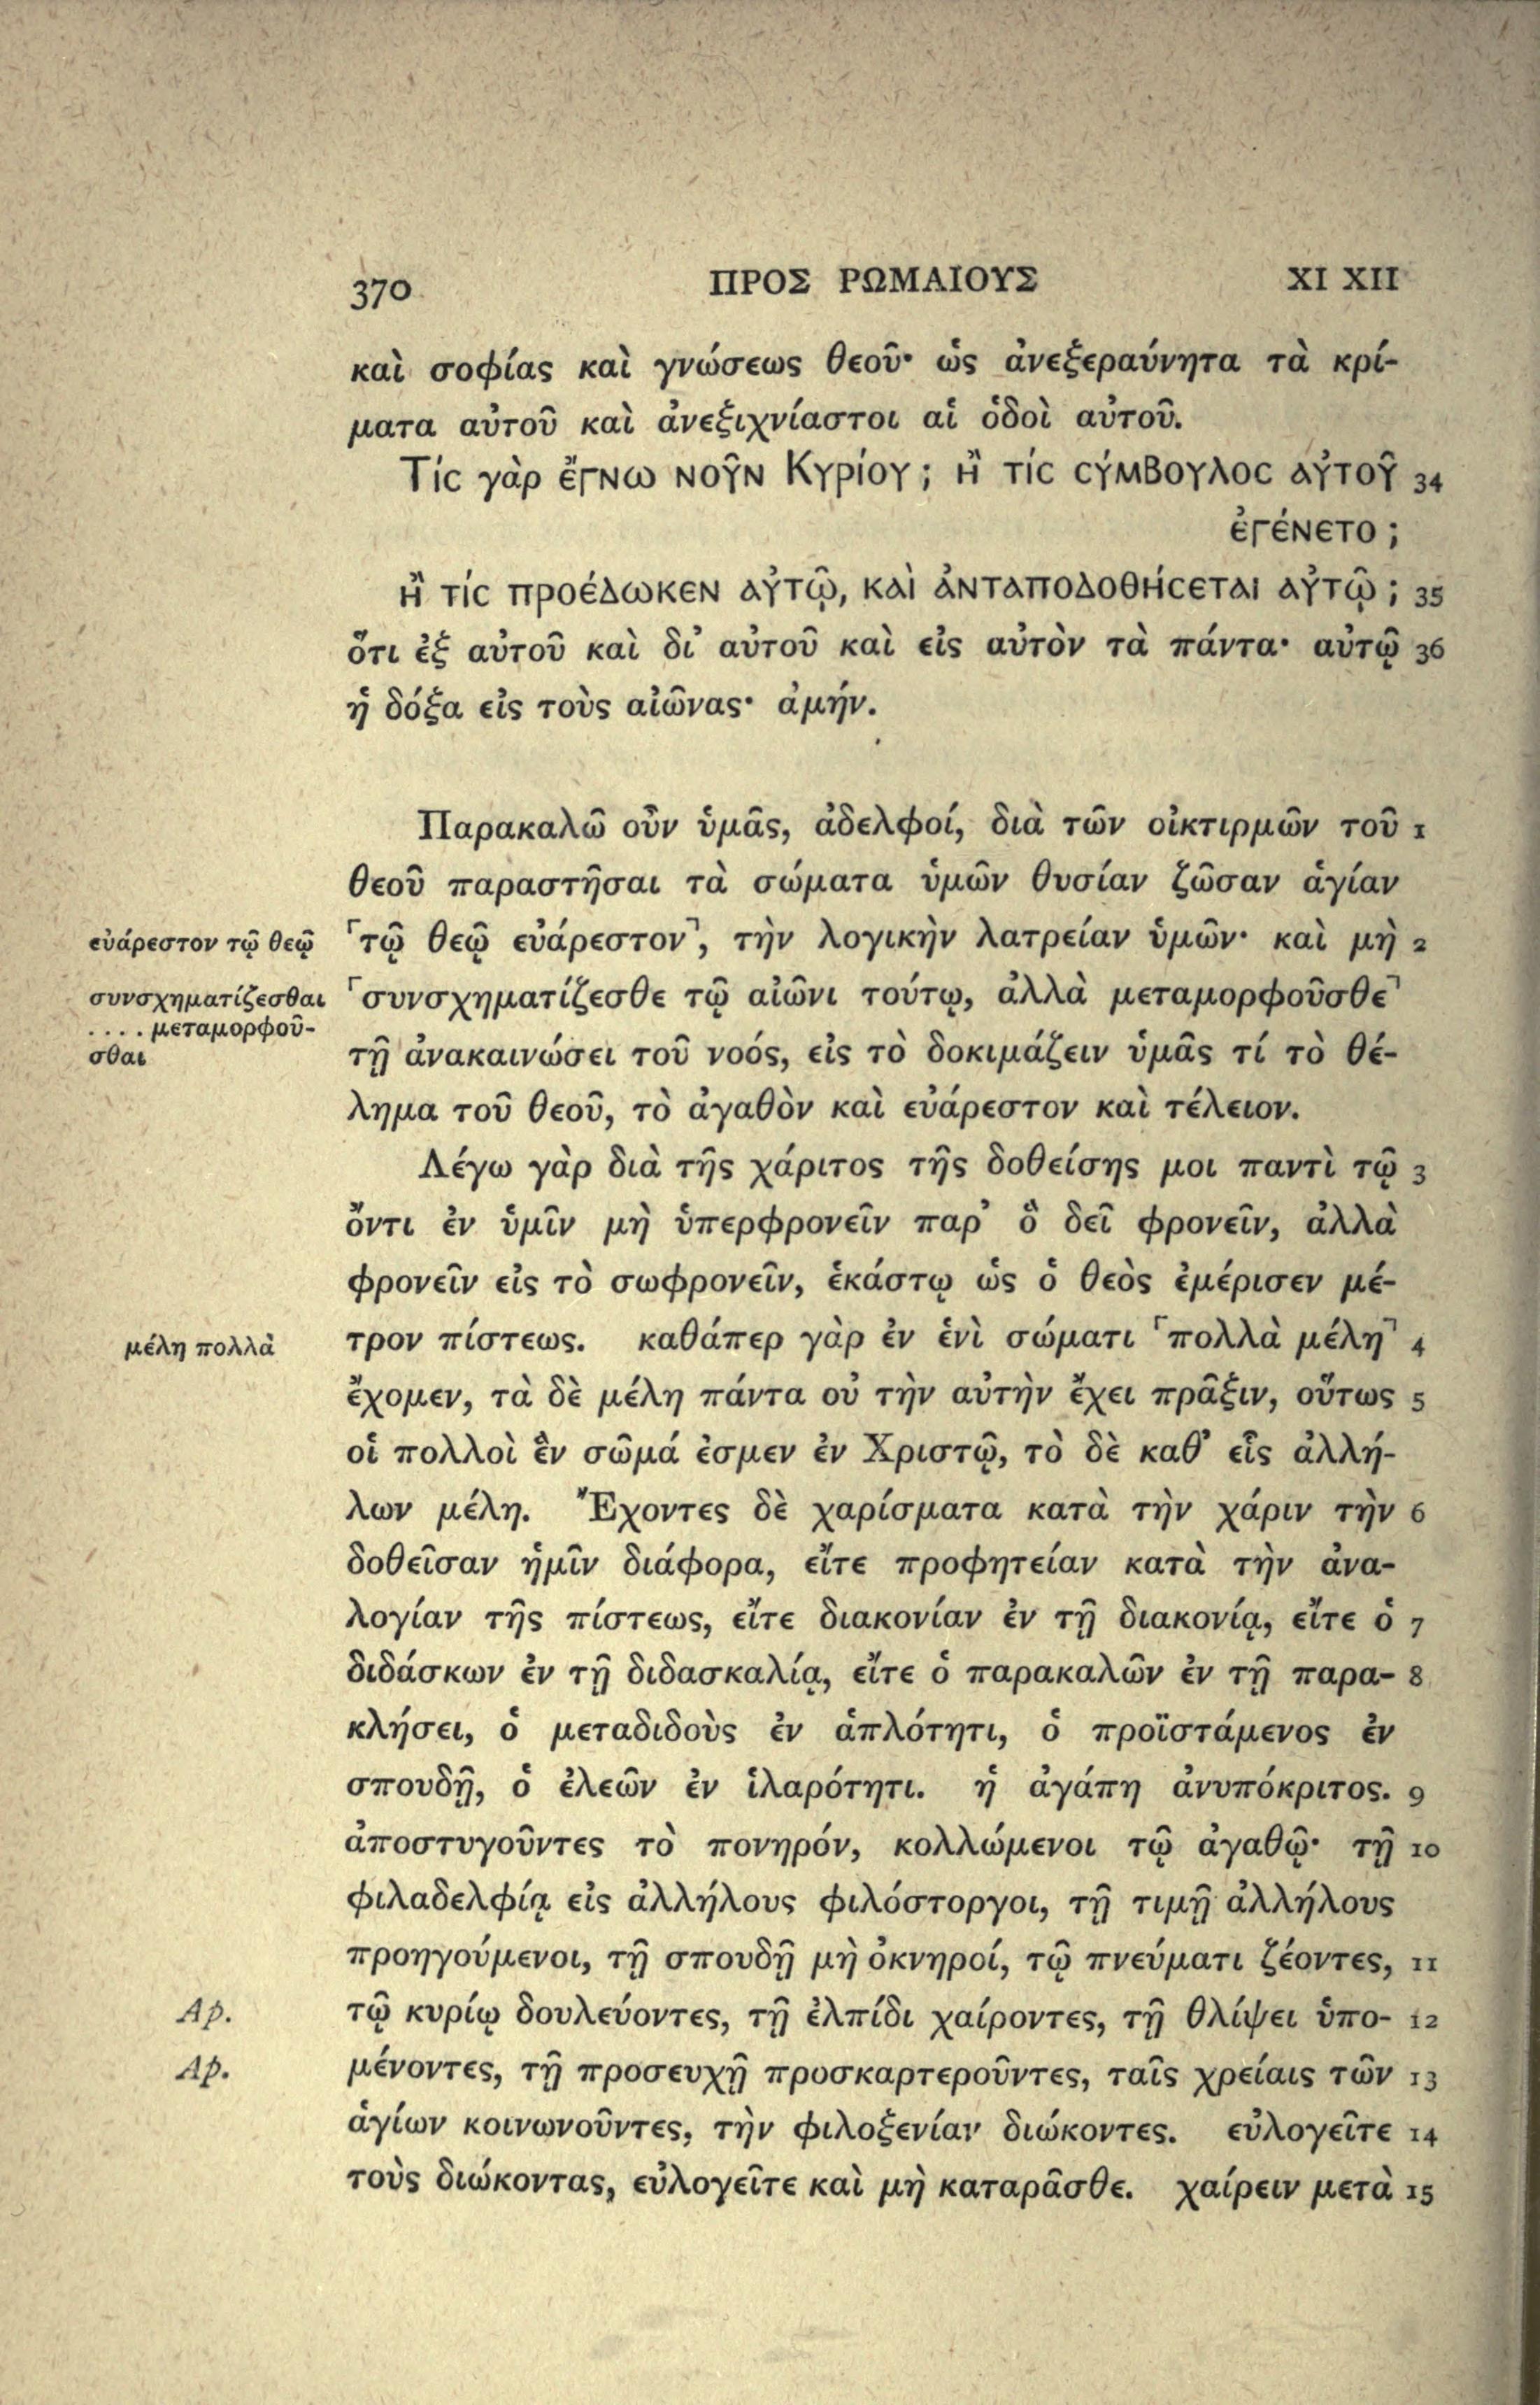 370 ΠΡΟΣ ΡΩΜΑΙΟΥΣ XI XII
καὶ σοφίας καὶ γνώσεως θεοῦ· ὡς ἀνεξεραύνητα τὰ κρί-
ματα αὐτοῦ καὶ ἀνεξιχνίαστοι αἱ ὁδοὶ αὐτοῦ.
Τίς γὰρ ἔγνω νοῦν Κυρίου; ἢ τίς σύμβουλος αὐτοῦ 34
ἐγένετο;
ἢ τίς προέδωκεν αὐτῷ, καὶ ἀνταποδοθήσεται αὐτῷ; 35
ὅτι ἐξ αὐτοῦ καὶ δι᾽ αὐτοῦ καὶ εἰς αὐτὸν τὰ πάντα· αὐτῷ 36
ἡ δόξα εἰς τοὺς αἰῶνας· ἀμήν.
Παρακαλῶ οὖν ὑμᾶς, ἀδελφοί, διὰ τῶν οἰκτιρμῶν τοῦ 1
θεοῦ παραστῆσαι τὰ σώματα ὑμῶν θυσίαν ζῶσαν ἁγίαν
εὐάρεστον τῷ θεῷ ⸢τῷ θεῷ εὐάρεστον⸣, τὴν λογικὴν λατρείαν ὑμῶν· καὶ μὴ 2
συνσχηματίζεσθαι ⸢συνσχηματίζεσθε τῷ αἰῶνι τούτῳ, ἀλλὰ μεταμορφοῦσθε⸣
.... μεταμορφοῦ-
σθαι τῇ ἀνακαινώσει τοῦ νοός, εἰς τὸ δοκιμάζειν ὑμᾶς τί τὸ θέ-
λημα τοῦ θεοῦ, τὸ ἀγαθὸν καὶ εὐάρεστον καὶ τέλειον.
Λέγω γὰρ διὰ τῆς χάριτος τῆς δοθείσης μοι παντὶ τῷ 3
ὄντι ἐν ὑμῖν μὴ ὑπερφρονεῖν παρ᾽ ὃ δεῖ φρονεῖν, ἀλλὰ
φρονεῖν εἰς τὸ σωφρονεῖν, ἑκάστῳ ὡς ὁ θεὸς ἐμέρισεν μέ-
μέλη πολλὰ τρον πίστεως. καθάπερ γὰρ ἐν ἑνὶ σώματι ⸢πολλὰ μέλη⸣ 4
ἔχομεν, τὰ δὲ μέλη πάντα οὐ τὴν αὐτὴν ἔχει πρᾶξιν, οὕτως 5
οἱ πολλοὶ ἓν σῶμά ἐσμεν ἐν Χριστῷ, τὸ δὲ καθ᾽ εἷς ἀλλή-
λων μέλη. Ἔχοντες δὲ χαρίσματα κατὰ τὴν χάριν τὴν 6
δοθεῖσαν ἡμῖν διάφορα, εἴτε προφητείαν κατὰ τὴν ἀνα-
λογίαν τῆς πίστεως, εἴτε διακονίαν ἐν τῇ διακονίᾳ, εἴτε ὁ 7
διδάσκων ἐν τῇ διδασκαλίᾳ, εἴτε ὁ παρακαλῶν ἐν τῇ παρα- 8
κλήσει, ὁ μεταδιδοὺς ἐν ἁπλότητι, ὁ προϊστάμενος ἐν
σπουδῇ, ὁ ἐλεῶν ἐν ἱλαρότητι. ἡ ἀγάπη ἀνυπόκριτος. 9
ἀποστυγοῦντες τὸ πονηρόν, κολλώμενοι τῷ ἀγαθῷ· τῇ 10
φιλαδελφίᾳ εἰς ἀλλήλους φιλόστοργοι, τῇ τιμῇ ἀλλήλους
προηγούμενοι, τῇ σπουδῇ μὴ ὀκνηροί, τῷ πνεύματι ζέοντες, 11
Ap. τῷ κυρίῳ δουλεύοντες, τῇ ἐλπίδι χαίροντες, τῇ θλίψει ὑπο- 12
Ap. μένοντες, τῇ προσευχῇ προσκαρτεροῦντες, ταῖς χρείαις τῶν 13
ἁγίων κοινωνοῦντες, τὴν φιλοξενίαν διώκοντες. εὐλογεῖτε 14
τοὺς διώκοντας, εὐλογεῖτε καὶ μὴ καταρᾶσθε. χαίρειν μετὰ 15